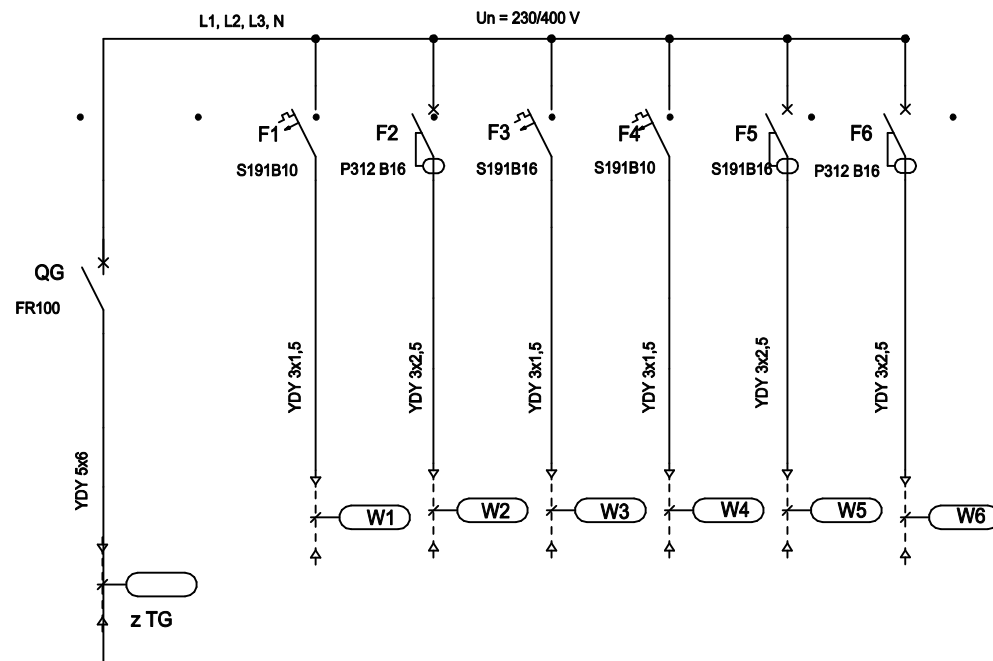 L1, L2, L3, N
Un = 230/400 V
F1
F2
F3
F4
F5
F6
S191B10
P312 B16
S191B16
S191B10
S191B16
P312 B16
QG
FR100
YDY 3x1,5
YDY 3x2,5
YDY 3x1,5
YDY 3x1,5
YDY 3x2,5
YDY 3x2,5
YDY 5x6
W1
W2
W3
W4
W5
W6
z TG